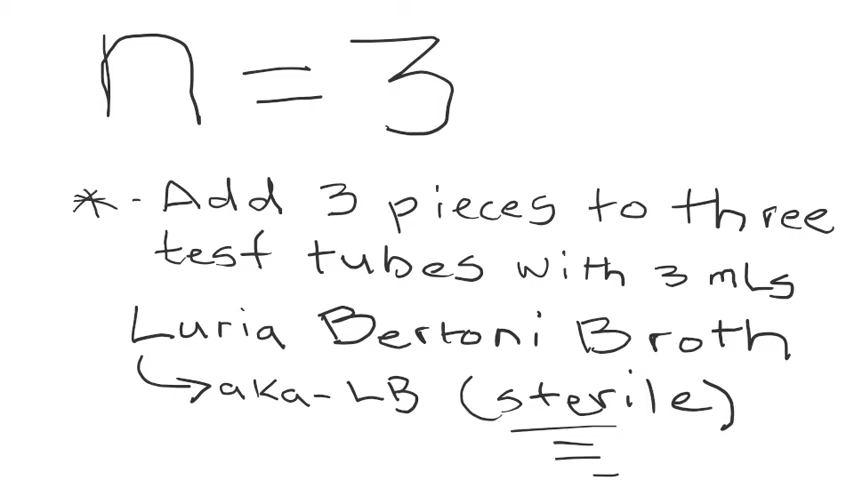 n = 3
* - Add 3 pieces to three
test tubes with 3 mLs
Luria Bertoni Broth
↳ aka - LB (sterile)